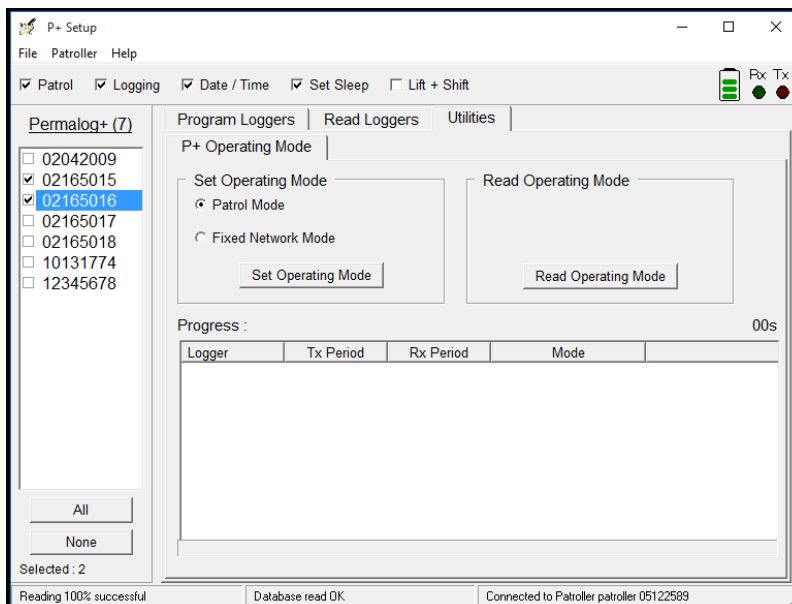 P+ Setup
File Patroller Help
Patrol Logging Date / Time Set Sleep Lift + Shift Rx Tx
Permalog+ (7)
02042009
02165015
02165016
02165017
02165018
10131774
12345678
All
None
Selected : 2
Program Loggers Read Loggers Utilities
P+ Operating Mode
Set Operating Mode
Patrol Mode
Fixed Network Mode
Set Operating Mode
Read Operating Mode
Read Operating Mode
Progress : 00s
Logger Tx Period Rx Period Mode
Reading 100% successful Database read OK Connected to Patroller patroller 05122589